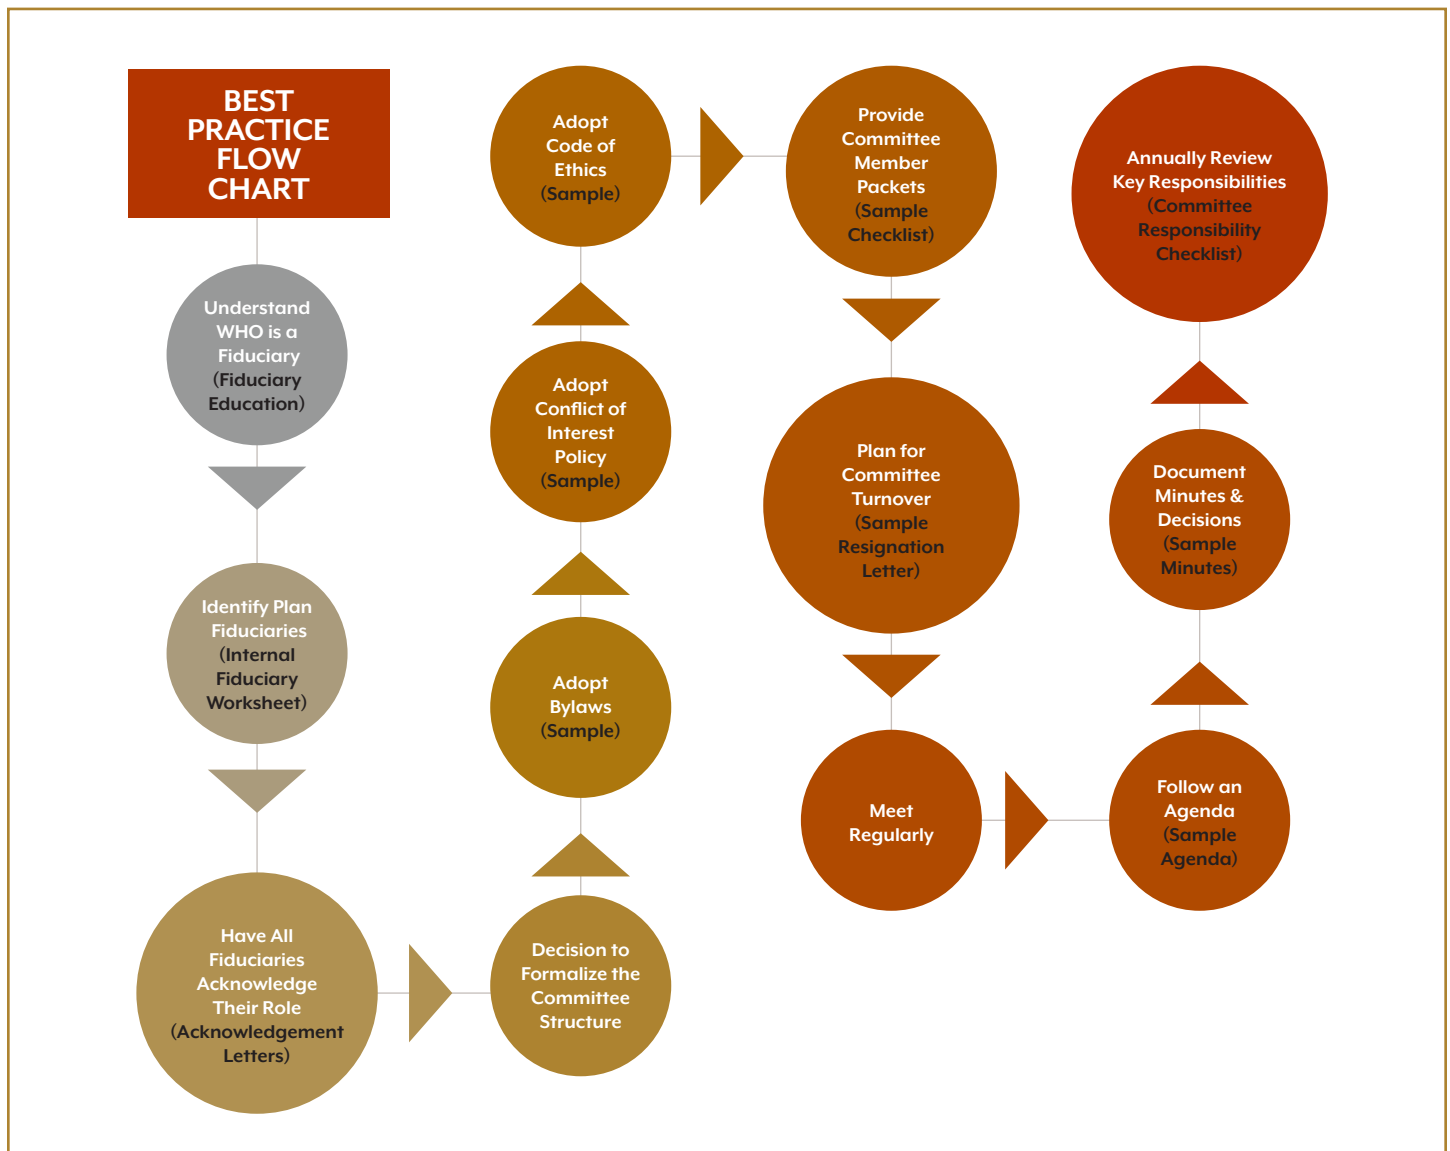 BEST
PRACTICE
FLOW
CHART
Understand
WHO is a
Fiduciary
(Fiduciary
Education)
Identify Plan
Fiduciaries
(Internal
Fiduciary
Worksheet)
Have All
Fiduciaries
Acknowledge
Their Role
(Acknowledgement
Letters)
Decision to
Formalize the
Committee
Structure
Adopt
Bylaws
(Sample)
Adopt
Conflict of
Interest
Policy
(Sample)
Adopt
Code of
Ethics
(Sample)
Provide
Committee
Member
Packets
(Sample
Checklist)
Plan for
Committee
Turnover
(Sample
Resignation
Letter)
Meet
Regularly
Follow an
Agenda
(Sample
Agenda)
Document
Minutes &
Decisions
(Sample
Minutes)
Annually Review
Key Responsibilities
(Committee
Responsibility
Checklist)